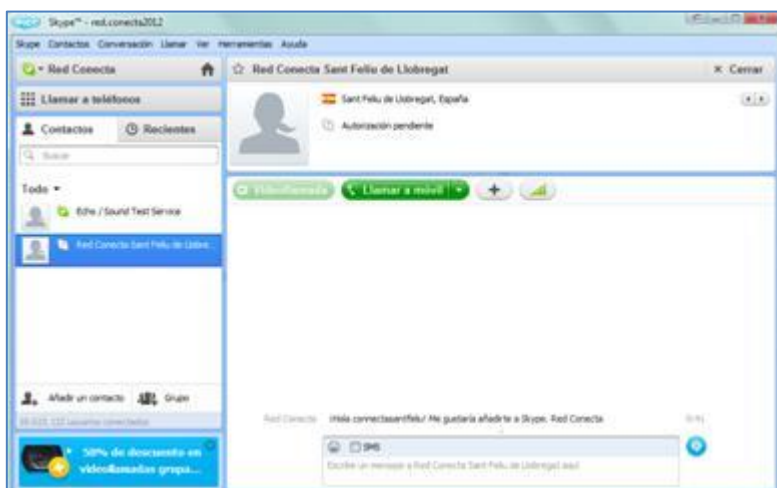 Skype™ - red.conecta2012
Skype Contactos Conversación Llamar Ver Herramientas Ayuda
Red Conecta
Llamar a teléfonos
Contactos Recientes
Buscar
Todo
Echo / Sound Test Service
Red Conecta Sant Feliu de Llobre...
Añadir un contacto Grupo
usuarios conectados
50% de descuento en
videollamadas grupa...
Red Conecta Sant Feliu de Llobregat × Cerrar
Sant Feliu de Llobregat, España
Autorización pendiente
Videollamada Llamar a móvil
Red Conecta ¡Hola connectasantfeliu! Me gustaría añadirte a Skype. Red Conecta
SMS
Escribe un mensaje a Red Conecta Sant Feliu de Llobregat aquí